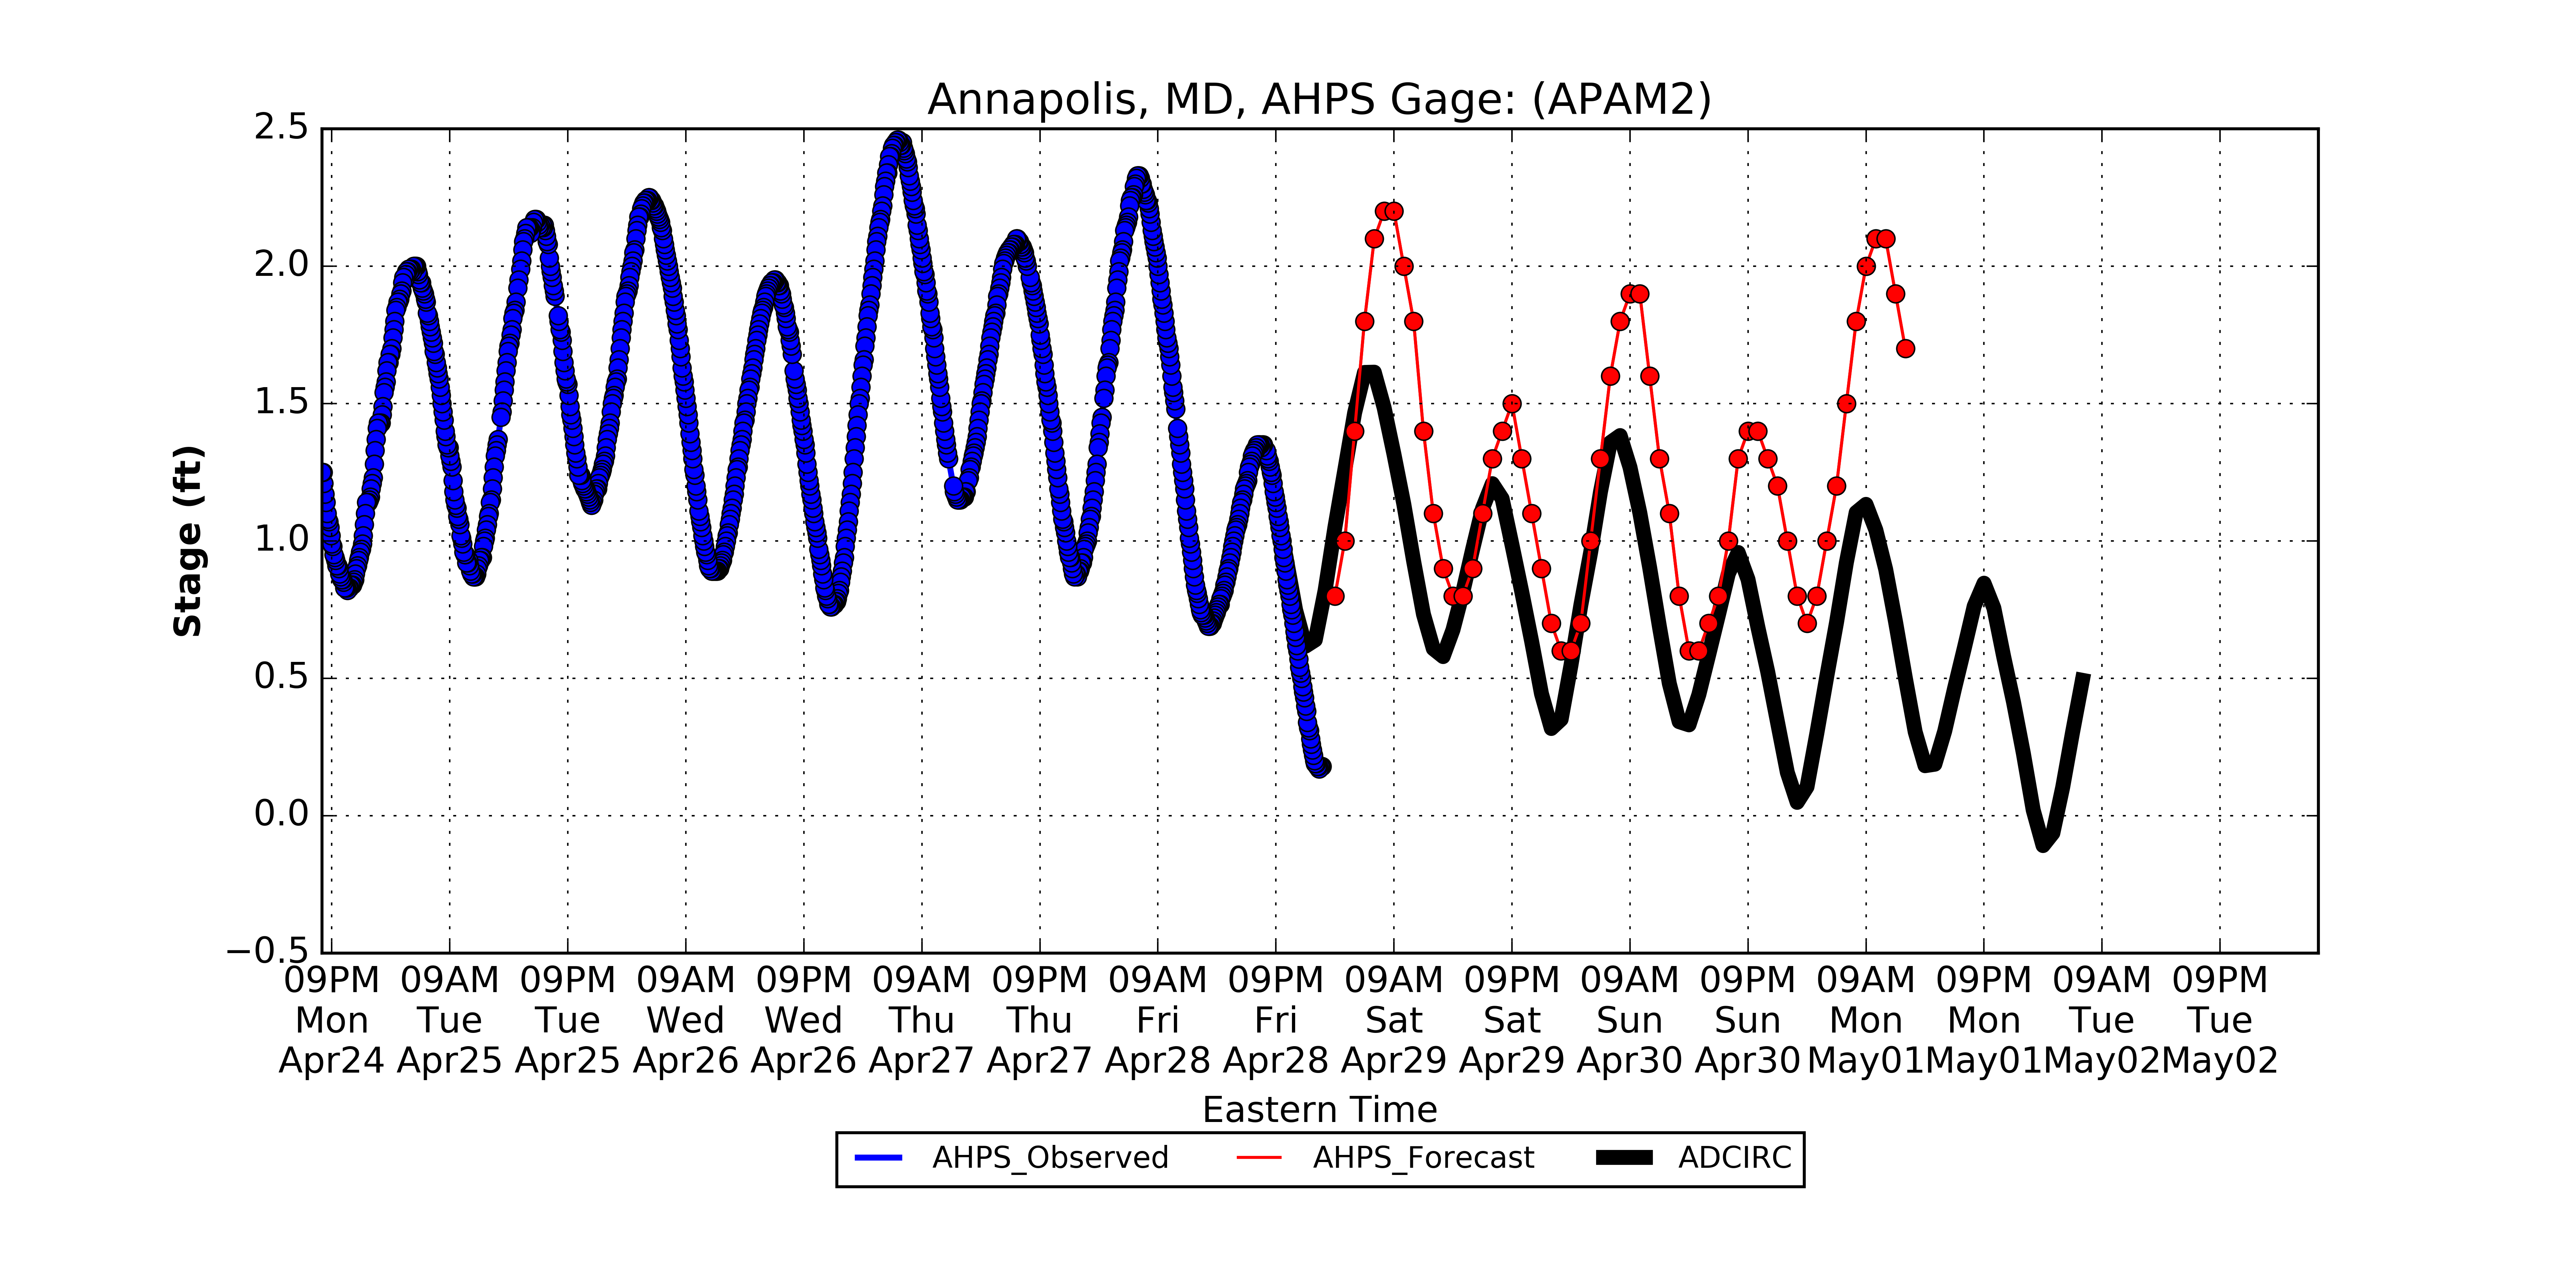 Annapolis, MD, AHPS Gage: (APAM2)
2.5
2.0
1.5
1.0
0.5
0.0
−0.5
Stage (ft)
09PM 09AM 09PM 09AM 09PM 09AM 09PM 09AM 09PM 09AM 09PM 09AM 09PM 09AM 09PM 09AM 09PM
Mon Tue Tue Wed Wed Thu Thu Fri Fri Sat Sat Sun Sun Mon Mon Tue Tue
Apr24 Apr25 Apr25 Apr26 Apr26 Apr27 Apr27 Apr28 Apr28 Apr29 Apr29 Apr30 Apr30 May01 May01 May02 May02
Eastern Time
AHPS_Observed AHPS_Forecast ADCIRC